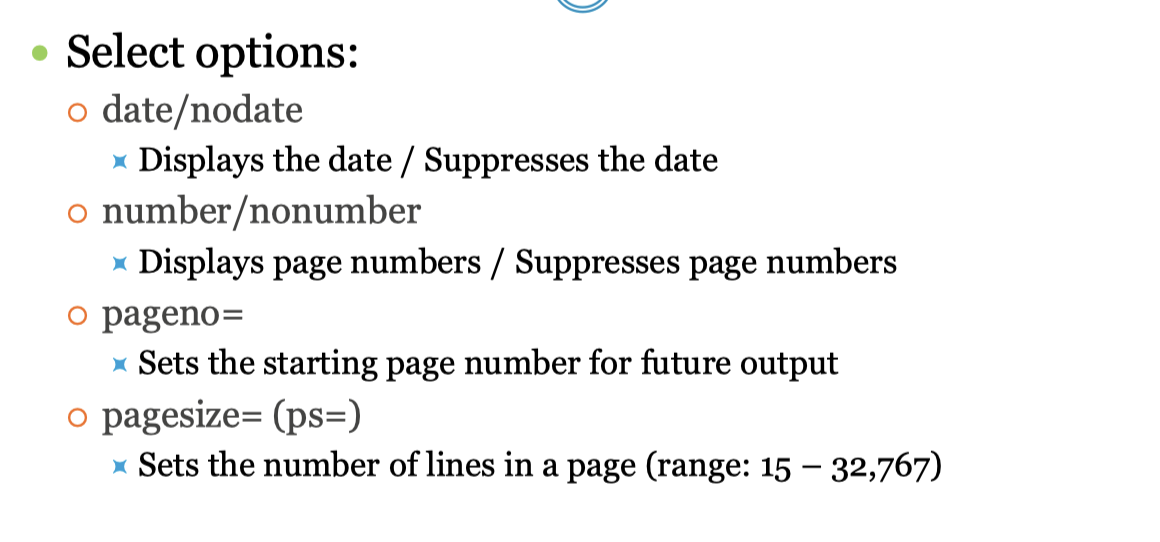 Select options:
date/nodate
Displays the date / Suppresses the date
number/nonumber
Displays page numbers / Suppresses page numbers
pageno=
Sets the starting page number for future output
pagesize= (ps=)
Sets the number of lines in a page (range: 15 – 32,767)